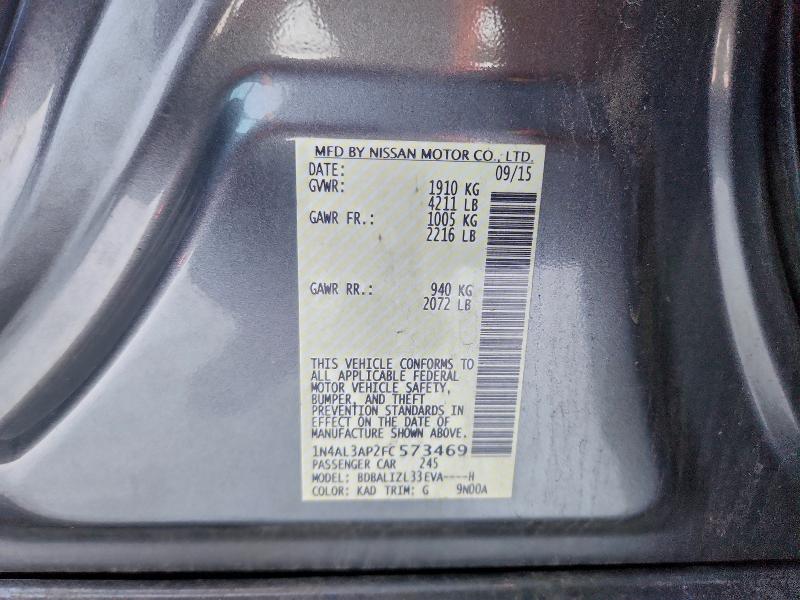 MFD BY NISSAN MOTOR CO., LTD.
DATE: 09/15
GVWR: 1910 KG
4211 LB
GAWR FR.: 1005 KG
2216 LB
GAWR RR.: 940 KG
2072 LB
THIS VEHICLE CONFORMS TO
ALL APPLICABLE FEDERAL
MOTOR VEHICLE SAFETY,
BUMPER, AND THEFT
PREVENTION STANDARDS IN
EFFECT ON THE DATE OF
MANUFACTURE SHOWN ABOVE.
1N4AL3AP2FC573469
PASSENGER CAR 245
MODEL: BDBALIZL33EVA----H
COLOR: KAD TRIM: G 9N00A